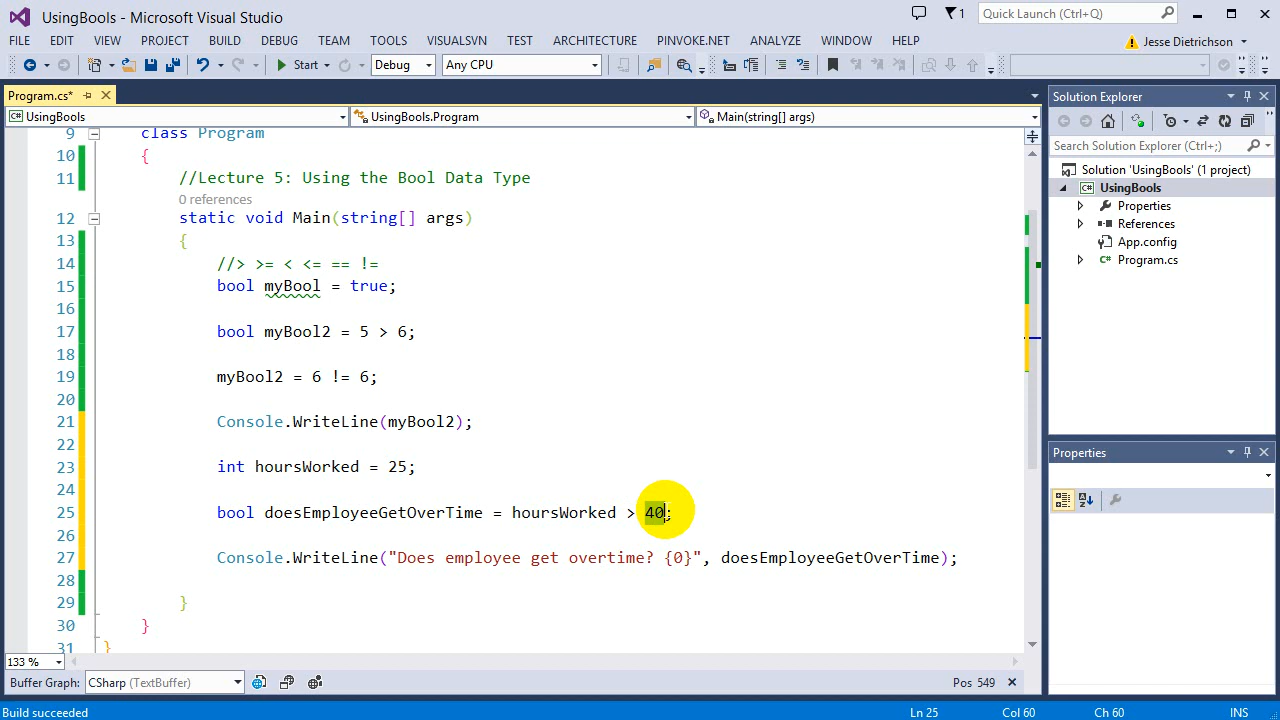 UsingBools - Microsoft Visual Studio
1
Quick Launch (Ctrl+Q)
FILE EDIT VIEW PROJECT BUILD DEBUG TEAM TOOLS VISUALSVN TEST ARCHITECTURE PINVOKE.NET ANALYZE WINDOW HELP
Jesse Dietrichson
Start Debug Any CPU
Program.cs*
UsingBools UsingBools.Program Main(string[] args)
9 class Program
10 {
11 //Lecture 5: Using the Bool Data Type
0 references
12 static void Main(string[] args)
13 {
14 //> >= < <= == !=
15 bool myBool = true;
16
17 bool myBool2 = 5 > 6;
18
19 myBool2 = 6 != 6;
20
21 Console.WriteLine(myBool2);
22
23 int hoursWorked = 25;
24
25 bool doesEmployeeGetOverTime = hoursWorked > 40;
26
27 Console.WriteLine("Does employee get overtime? {0}", doesEmployeeGetOverTime);
28
29 }
30 }
31 }
133 %
Buffer Graph: CSharp (TextBuffer) Pos 549
Build succeeded Ln 25 Col 60 Ch 60 INS
Solution Explorer
Search Solution Explorer (Ctrl+;)
Solution 'UsingBools' (1 project)
C# UsingBools
Properties
References
App.config
C# Program.cs
Properties